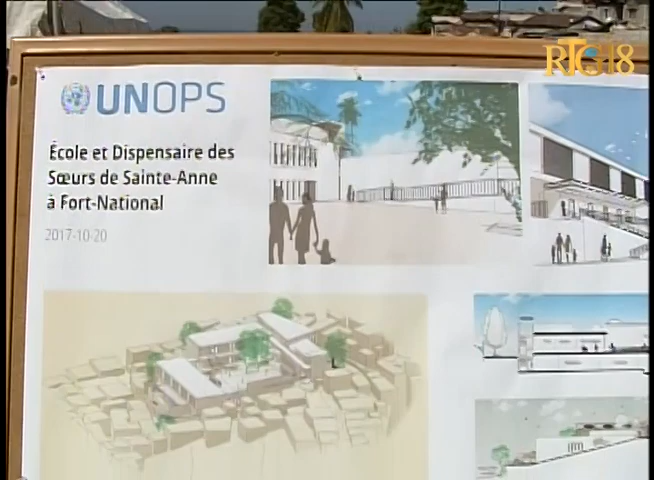 RTG18
UNOPS
École et Dispensaire des
Sœurs de Sainte-Anne
à Fort-National
2017-10-20